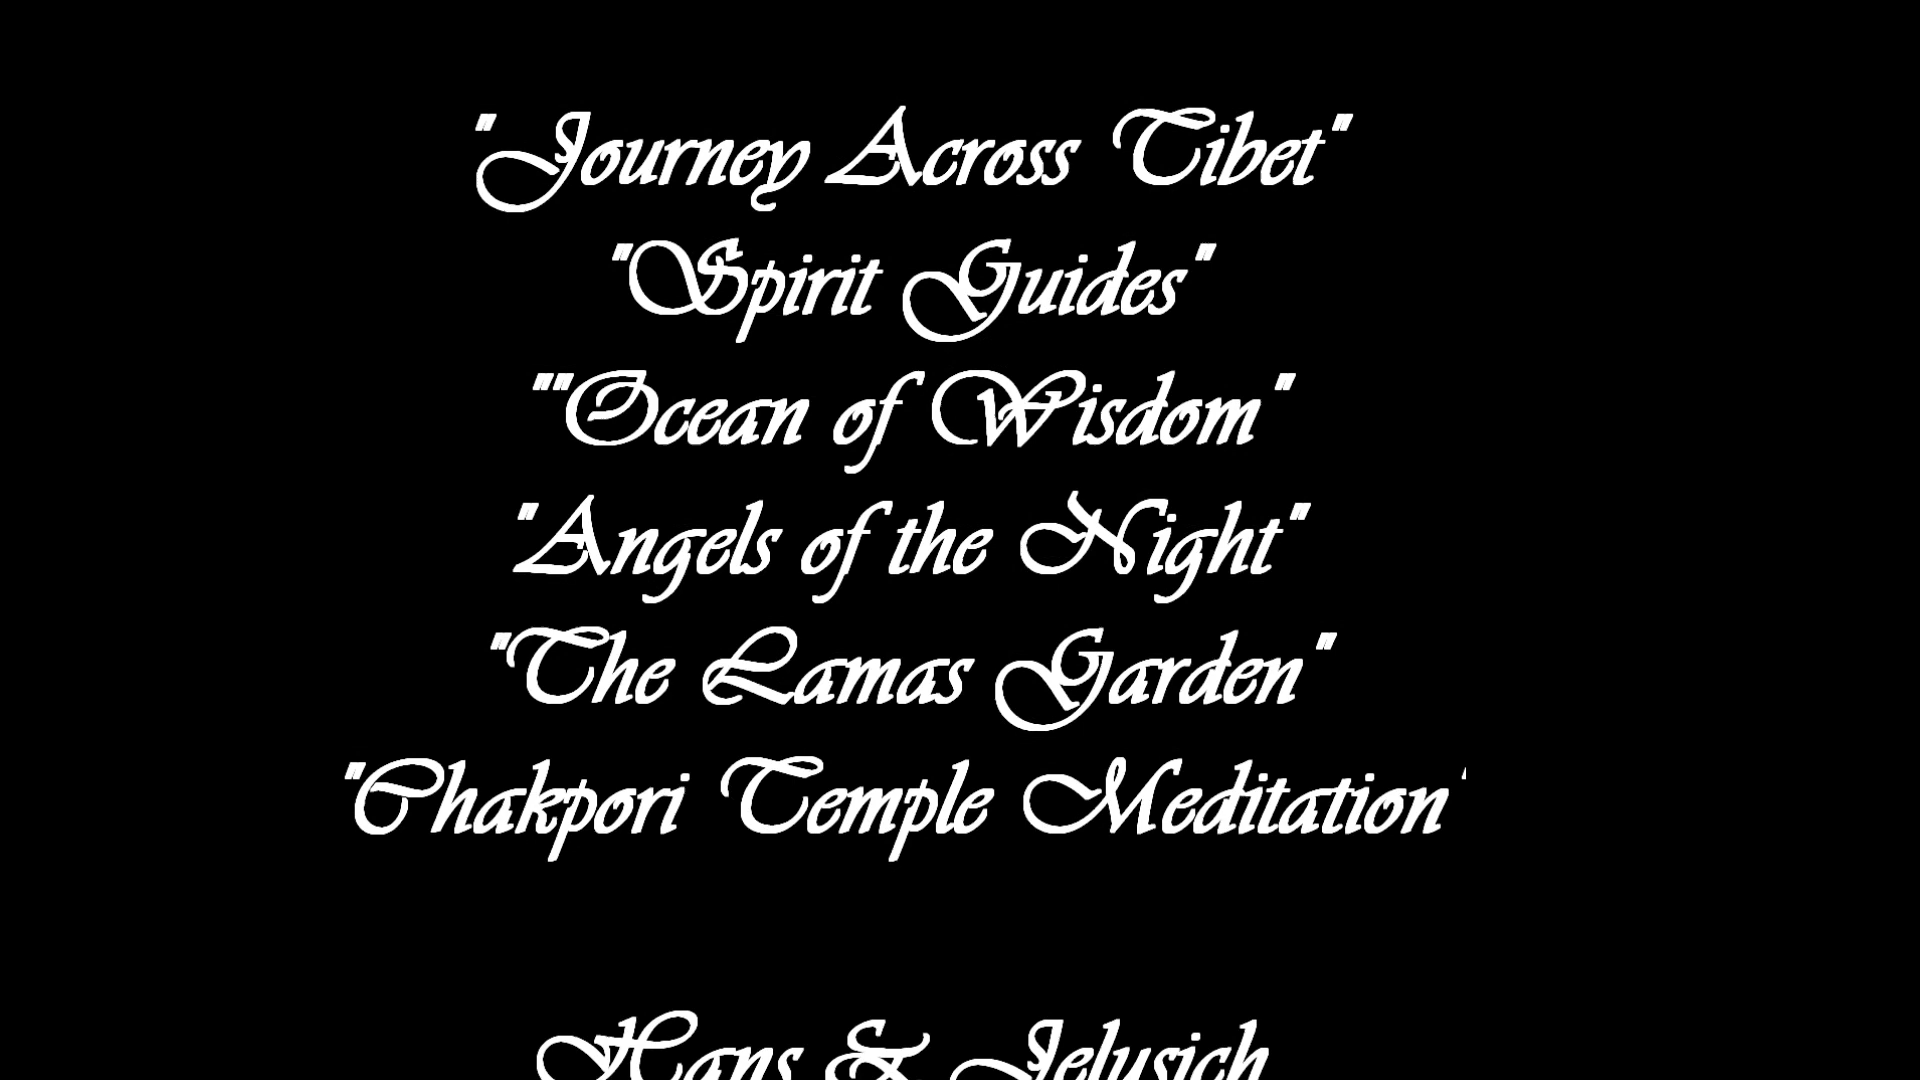 "Journey Across Tibet"
"Spirit Guides"
""Ocean of Wisdom"
"Angels of the Night"
"The Lamas Garden"
"Chakpori Temple Meditation'
Hans & Jelusich